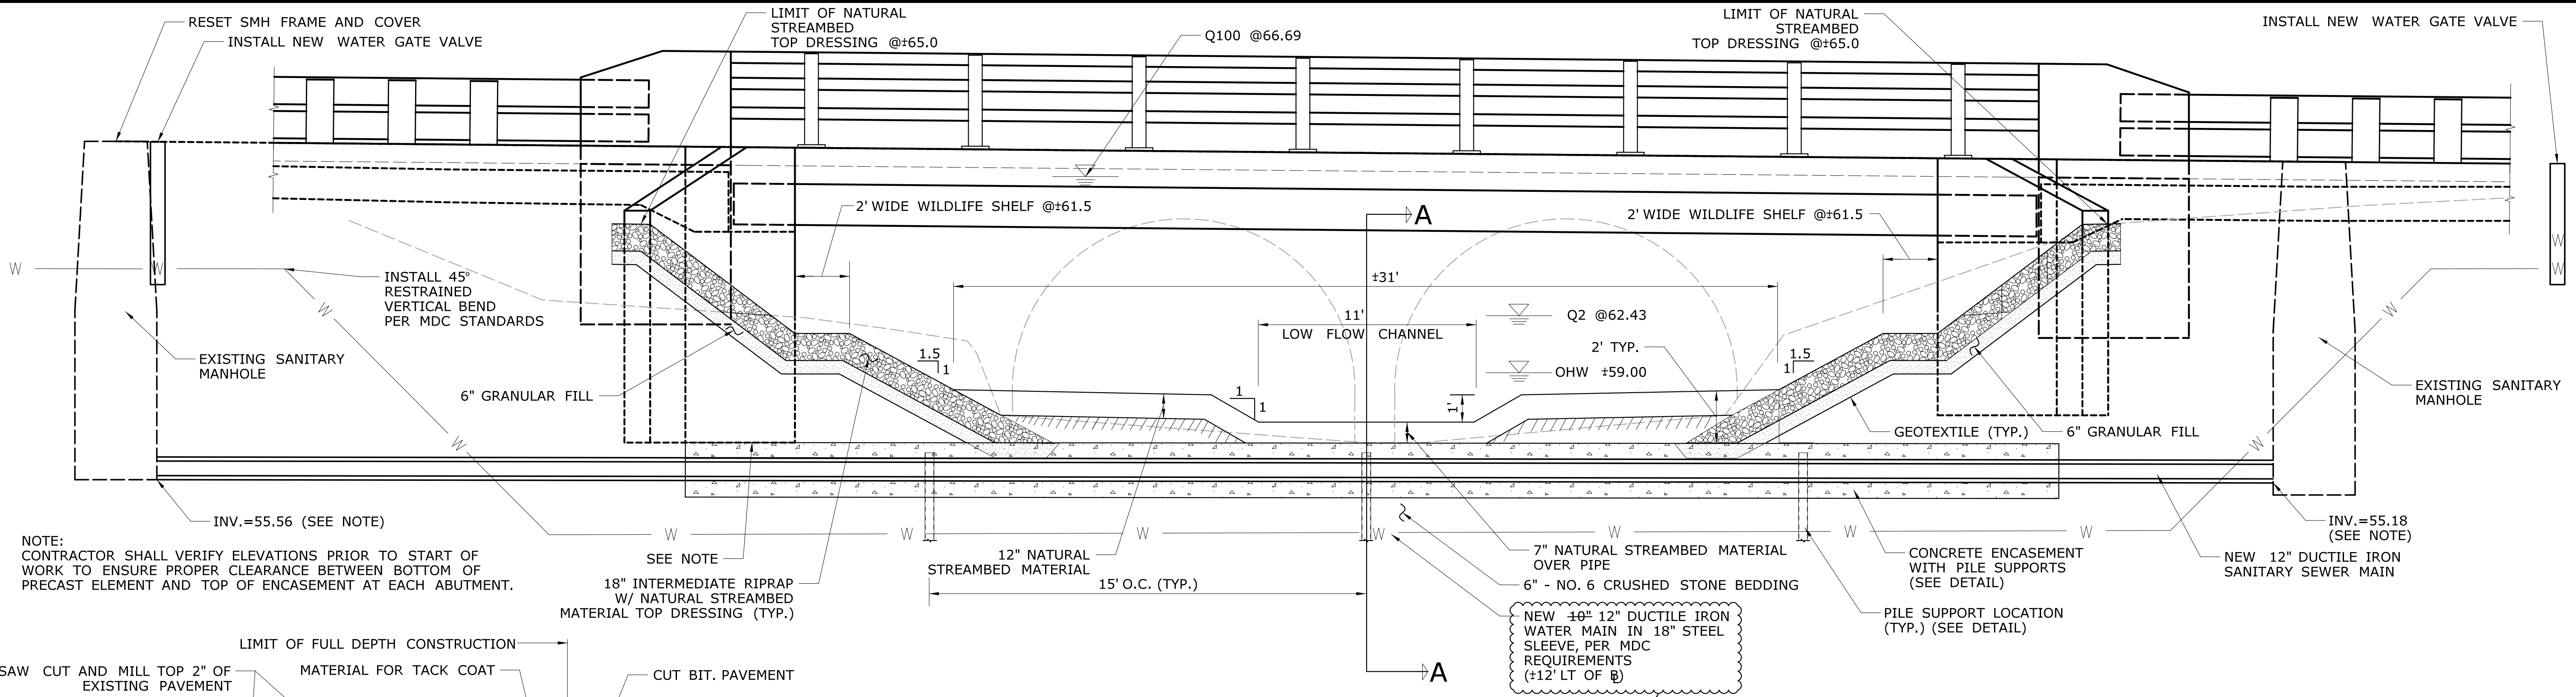 RESET SMH FRAME AND COVER
INSTALL NEW WATER GATE VALVE
LIMIT OF NATURAL
STREAMBED
TOP DRESSING @±65.0
Q100 @66.69
LIMIT OF NATURAL
STREAMBED
TOP DRESSING @±65.0
INSTALL NEW WATER GATE VALVE
2' WIDE WILDLIFE SHELF @±61.5
A
2' WIDE WILDLIFE SHELF @±61.5
W
W
W
W
W
W
INSTALL 45°
RESTRAINED
VERTICAL BEND
PER MDC STANDARDS
±31'
11'
LOW FLOW CHANNEL
Q2 @62.43
W
W
EXISTING SANITARY
MANHOLE
1.5
1
2' TYP.
OHW ±59.00
1.5
1
6" GRANULAR FILL
1
1
1'
EXISTING SANITARY
MANHOLE
GEOTEXTILE (TYP.)
6" GRANULAR FILL
W
W
INV.=55.56 (SEE NOTE)
INV.=55.18
(SEE NOTE)
W
W
W
W
W
W
W
NOTE:
CONTRACTOR SHALL VERIFY ELEVATIONS PRIOR TO START OF
WORK TO ENSURE PROPER CLEARANCE BETWEEN BOTTOM OF
PRECAST ELEMENT AND TOP OF ENCASEMENT AT EACH ABUTMENT.
SEE NOTE
12" NATURAL
STREAMBED MATERIAL
7" NATURAL STREAMBED MATERIAL
OVER PIPE
CONCRETE ENCASEMENT
WITH PILE SUPPORTS
(SEE DETAIL)
NEW 12" DUCTILE IRON
SANITARY SEWER MAIN
18" INTERMEDIATE RIPRAP
W/ NATURAL STREAMBED
MATERIAL TOP DRESSING (TYP.)
15' O.C. (TYP.)
6" - NO. 6 CRUSHED STONE BEDDING
NEW 10" 12" DUCTILE IRON
WATER MAIN IN 18" STEEL
SLEEVE, PER MDC
REQUIREMENTS
(±12' LT OF B)
PILE SUPPORT LOCATION
(TYP.) (SEE DETAIL)
A
LIMIT OF FULL DEPTH CONSTRUCTION
SAW CUT AND MILL TOP 2" OF
EXISTING PAVEMENT
MATERIAL FOR TACK COAT
CUT BIT. PAVEMENT